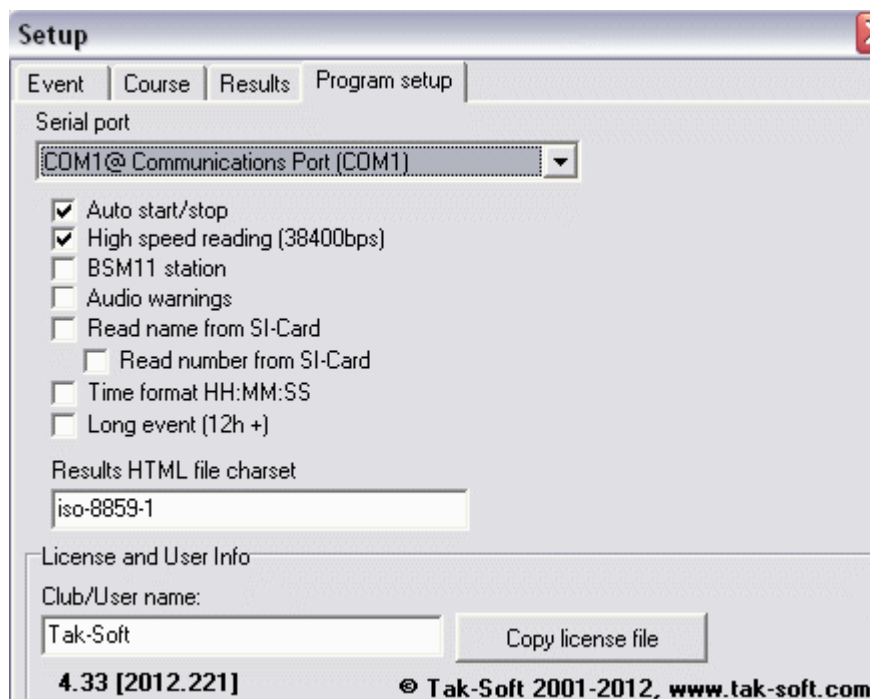 Setup
Event Course Results Program setup
Serial port
COM1@ Communications Port (COM1)
Auto start/stop
High speed reading (38400bps)
BSM11 station
Audio warnings
Read name from SI-Card
Read number from SI-Card
Time format HH:MM:SS
Long event (12h +)
Results HTML file charset
iso-8859-1
License and User Info
Club/User name:
Tak-Soft Copy license file
4.33 [2012.221] © Tak-Soft 2001-2012, www.tak-soft.com